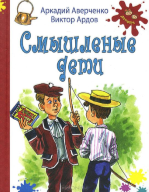 Аркадий Аверченко
Виктор Ардов
Смышленые
дети